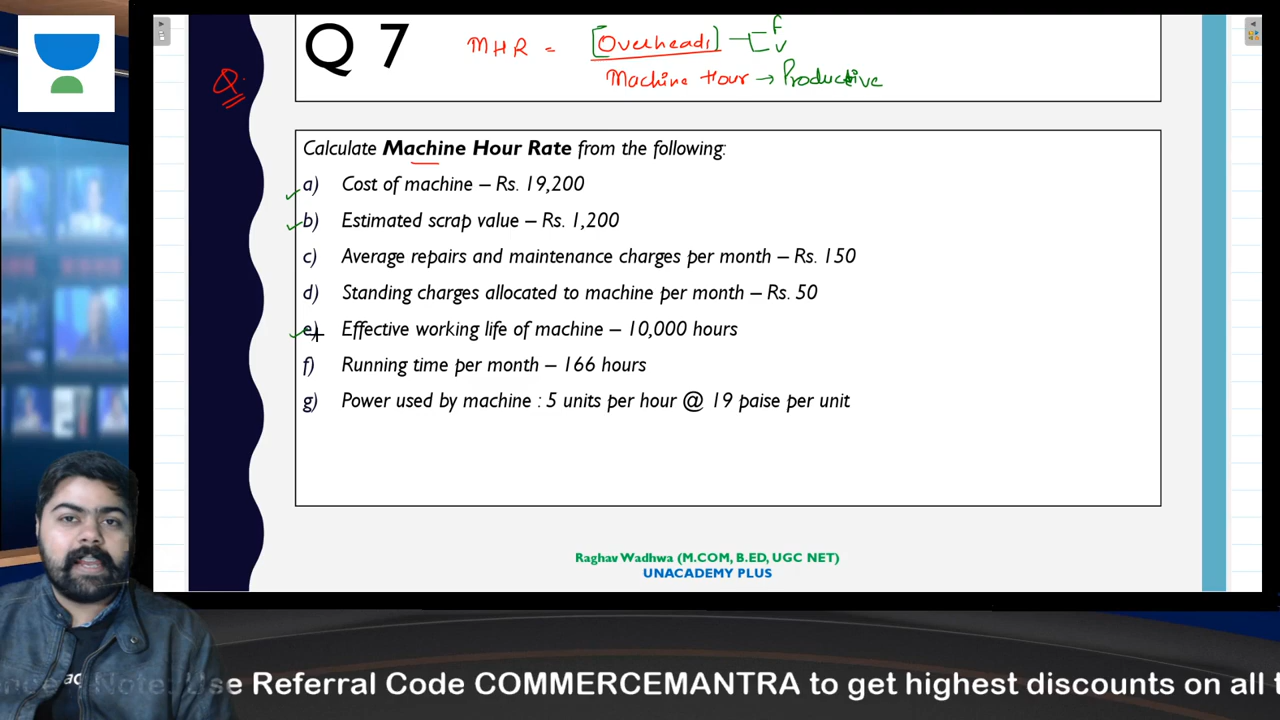 Q 7
MHR = [Overheads] F
V
Machine Hour → Productive
Q.
Calculate Machine Hour Rate from the following:
a) Cost of machine – Rs. 19,200
b) Estimated scrap value – Rs. 1,200
c) Average repairs and maintenance charges per month – Rs. 150
d) Standing charges allocated to machine per month – Rs. 50
e) Effective working life of machine – 10,000 hours
f) Running time per month – 166 hours
g) Power used by machine : 5 units per hour @ 19 paise per unit
Raghav Wadhwa (M.COM, B.ED, UGC NET)
UNACADEMY PLUS
Note: Use Referral Code COMMERCEMANTRA to get highest discounts on all